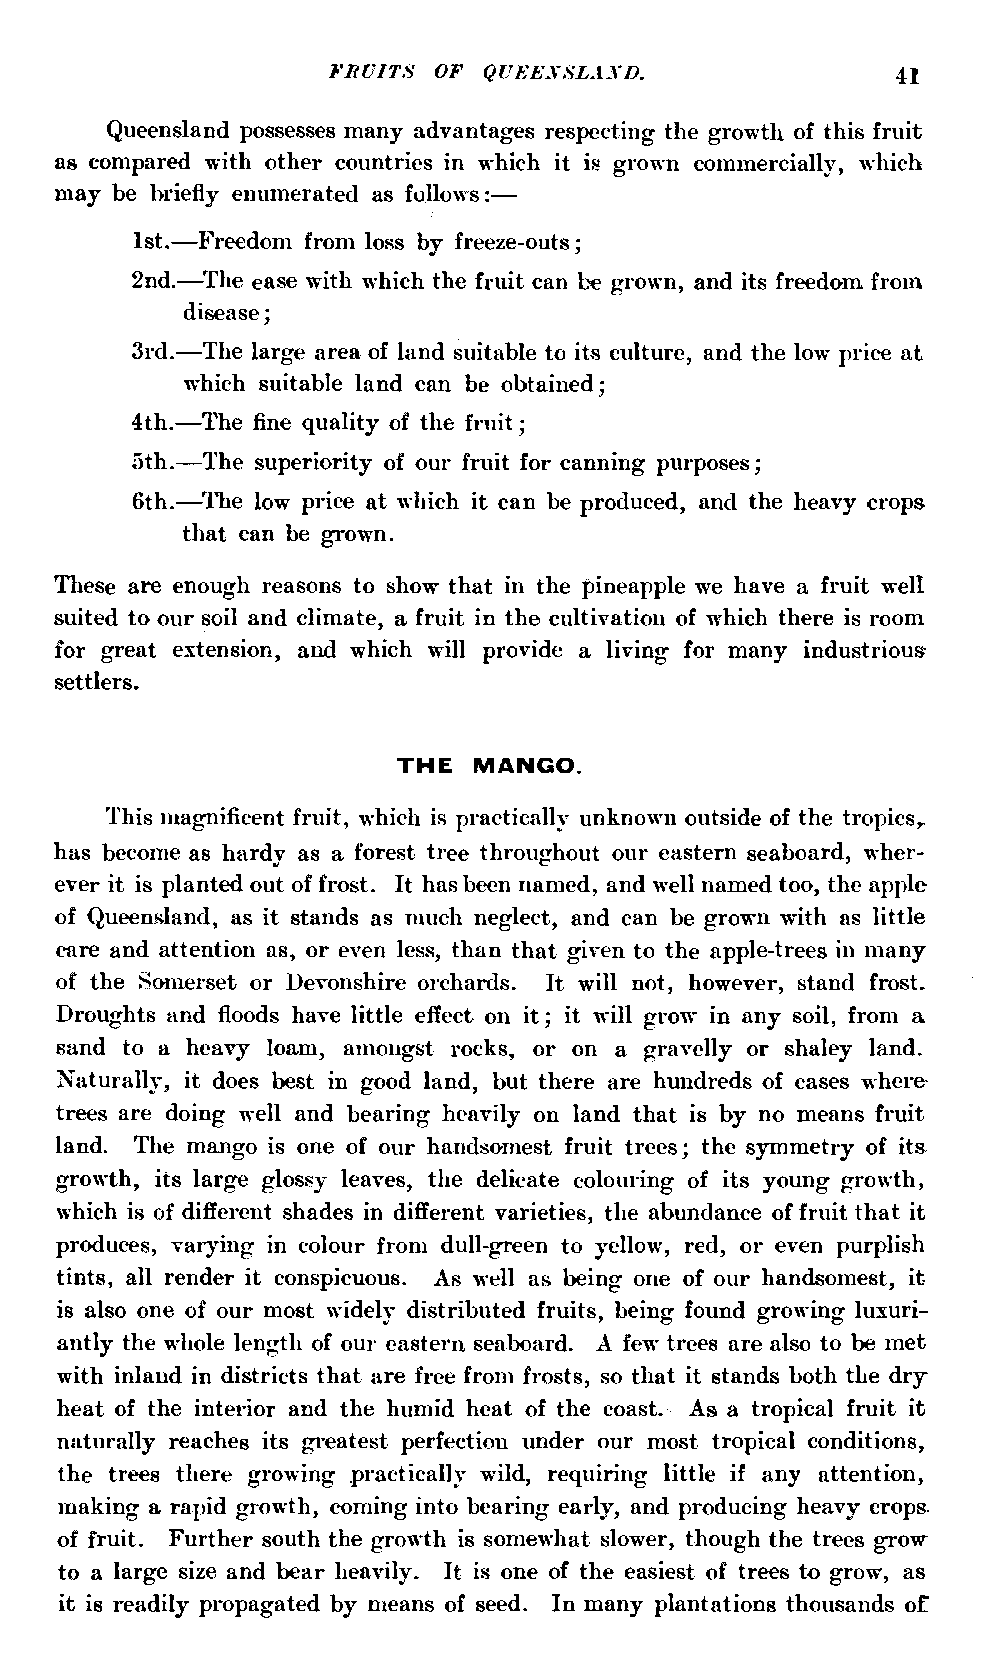 FRUITS OF QUEENSLAND. 41
Queensland possesses many advantages respecting the growth of this fruit
as compared with other countries in which it is grown commercially, which
may be briefly enumerated as follows:—
1st.—Freedom from loss by freeze-outs;
2nd.—The ease with which the fruit can be grown, and its freedom from
disease;
3rd.—The large area of land suitable to its culture, and the low price at
which suitable land can be obtained;
4th.—The fine quality of the fruit;
5th.—The superiority of our fruit for canning purposes;
6th.—The low price at which it can be produced, and the heavy crops
that can be grown.
These are enough reasons to show that in the pineapple we have a fruit well
suited to our soil and climate, a fruit in the cultivation of which there is room
for great extension, and which will provide a living for many industrious
settlers.
THE MANGO.
This magnificent fruit, which is practically unknown outside of the tropics,
has become as hardy as a forest tree throughout our eastern seaboard, wher-
ever it is planted out of frost. It has been named, and well named too, the apple
of Queensland, as it stands as much neglect, and can be grown with as little
care and attention as, or even less, than that given to the apple-trees in many
of the Somerset or Devonshire orchards. It will not, however, stand frost.
Droughts and floods have little effect on it; it will grow in any soil, from a
sand to a heavy loam, amongst rocks, or on a gravelly or shaley land.
Naturally, it does best in good land, but there are hundreds of cases where
trees are doing well and bearing heavily on land that is by no means fruit
land. The mango is one of our handsomest fruit trees; the symmetry of its
growth, its large glossy leaves, the delicate colouring of its young growth,
which is of different shades in different varieties, the abundance of fruit that it
produces, varying in colour from dull-green to yellow, red, or even purplish
tints, all render it conspicuous. As well as being one of our handsomest, it
is also one of our most widely distributed fruits, being found growing luxuri-
antly the whole length of our eastern seaboard. A few trees are also to be met
with inland in districts that are free from frosts, so that it stands both the dry
heat of the interior and the humid heat of the coast. As a tropical fruit it
naturally reaches its greatest perfection under our most tropical conditions,
the trees there growing practically wild, requiring little if any attention,
making a rapid growth, coming into bearing early, and producing heavy crops
of fruit. Further south the growth is somewhat slower, though the trees grow
to a large size and bear heavily. It is one of the easiest of trees to grow, as
it is readily propagated by means of seed. In many plantations thousands of